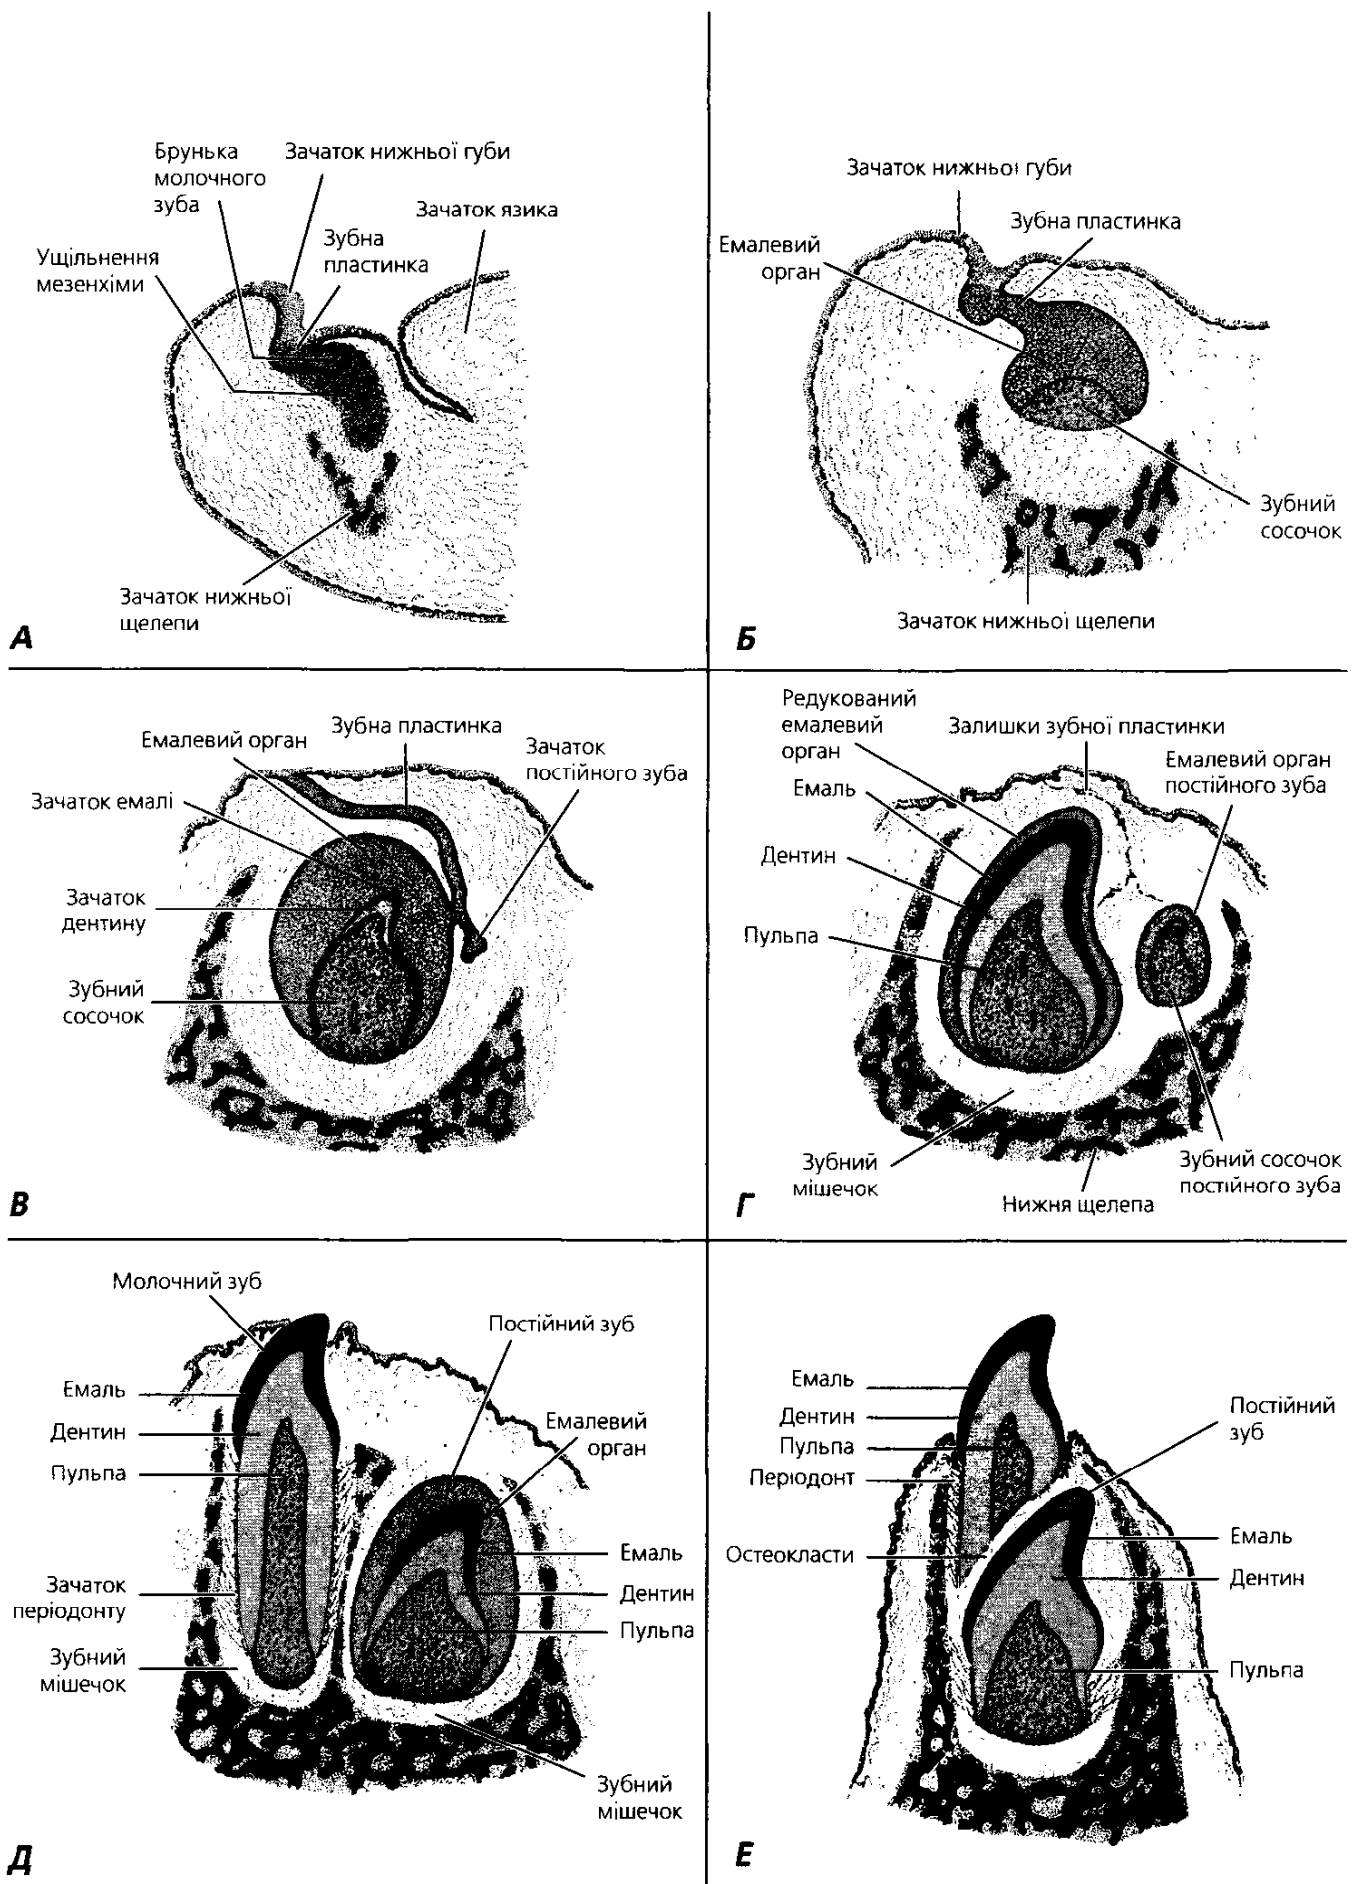 Брунька
молочного
зуба
Зачаток нижньої губи
Зачаток язика
Зубна
пластинка
Ущільнення
мезенхіми
Зачаток нижньої
щелепи
А
Зачаток нижньої губи
Зубна пластинка
Емалевий
орган
Зубний
сосочок
Зачаток нижньої щелепи
Б
Зубна пластинка
Емалевий орган
Зачаток
постійного зуба
Зачаток емалі
Зачаток
дентину
Зубний
сосочок
В
Редукований
емалевий
орган
Залишки зубної пластинки
Емалевий орган
постійного зуба
Емаль
Дентин
Пульпа
Зубний
мішечок
Зубний сосочок
постійного зуба
Нижня щелепа
Г
Молочний зуб
Постійний зуб
Емаль
Дентин
Пульпа
Емалевий
орган
Емаль
Дентин
Пульпа
Зачаток
періодонту
Зубний
мішечок
Зубний
мішечок
Д
Емаль
Дентин
Пульпа
Періодонт
Остеокласти
Постійний
зуб
Емаль
Дентин
Пульпа
Е